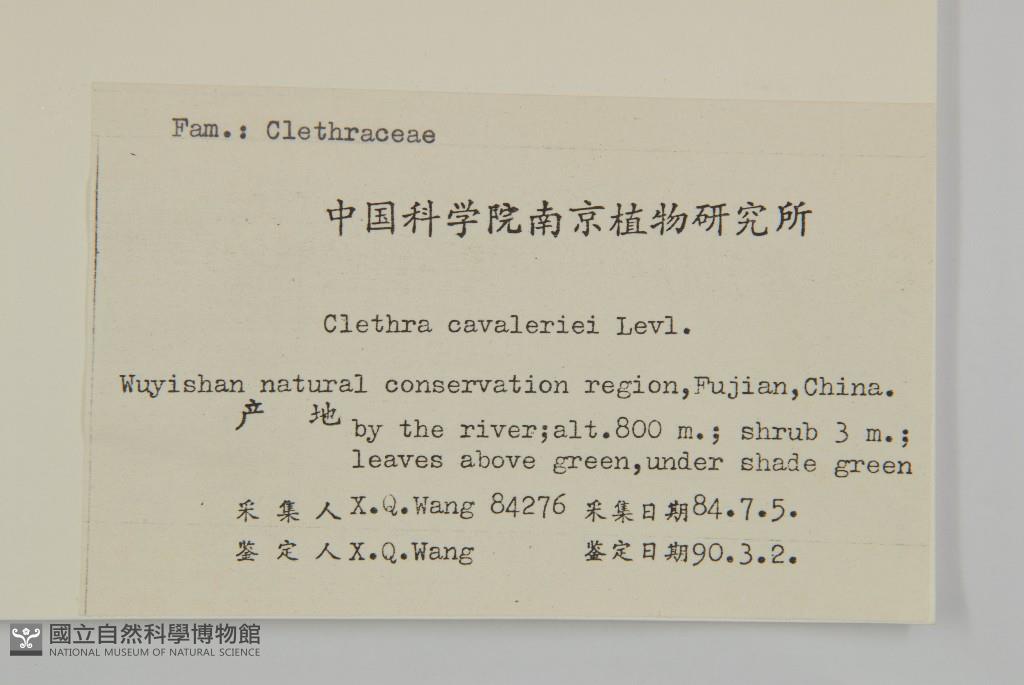 Fam.: Clethraceae
中国科学院南京植物研究所
Clethra cavaleriei Levl.
Wuyishan natural conservation region,Fujian,China.
产 地 by the river;alt.800 m.; shrub 3 m.;
leaves above green,under shade green
采 集 人 X.Q.Wang 84276 采集日期 84.7.5.
鉴 定 人 X.Q.Wang 鉴定日期 90.3.2.
國立自然科學博物館
NATIONAL MUSEUM OF NATURAL SCIENCE